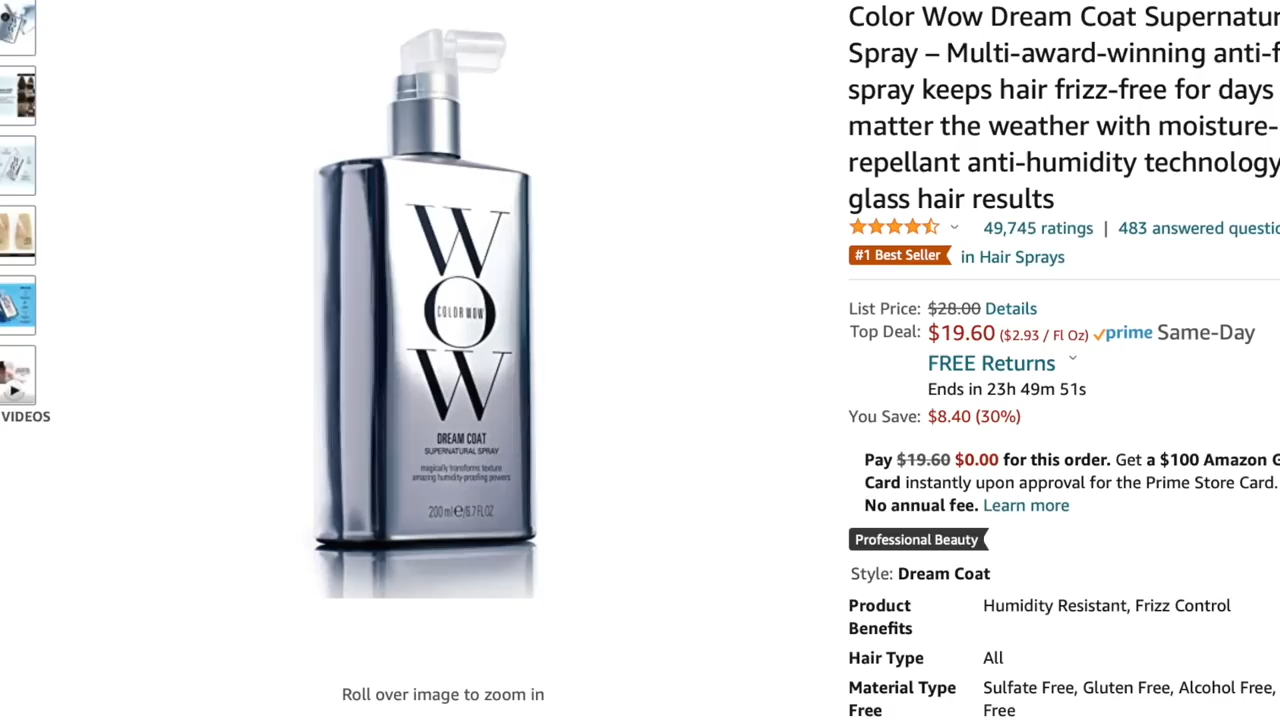 VIDEOS
W
O
COLOR WOW
W
DREAM COAT
SUPERNATURAL SPRAY
magically transforms texture
amazing humidity-proofing powers
200 ml℮/6.7 FL.OZ
Roll over image to zoom in
Color Wow Dream Coat Supernatur
Spray – Multi-award-winning anti-f
spray keeps hair frizz-free for days
matter the weather with moisture-
repellant anti-humidity technology
glass hair results
49,745 ratings | 483 answered questio
#1 Best Seller in Hair Sprays
List Price: $28.00 Details
Top Deal: $19.60 ($2.93 / Fl Oz) prime Same-Day
FREE Returns
Ends in 23h 49m 51s
You Save: $8.40 (30%)
Pay $19.60 $0.00 for this order. Get a $100 Amazon G
Card instantly upon approval for the Prime Store Card.
No annual fee. Learn more
Professional Beauty
Style: Dream Coat
Product Benefits Humidity Resistant, Frizz Control
Hair Type All
Material Type Sulfate Free, Gluten Free, Alcohol Free,
Free Free